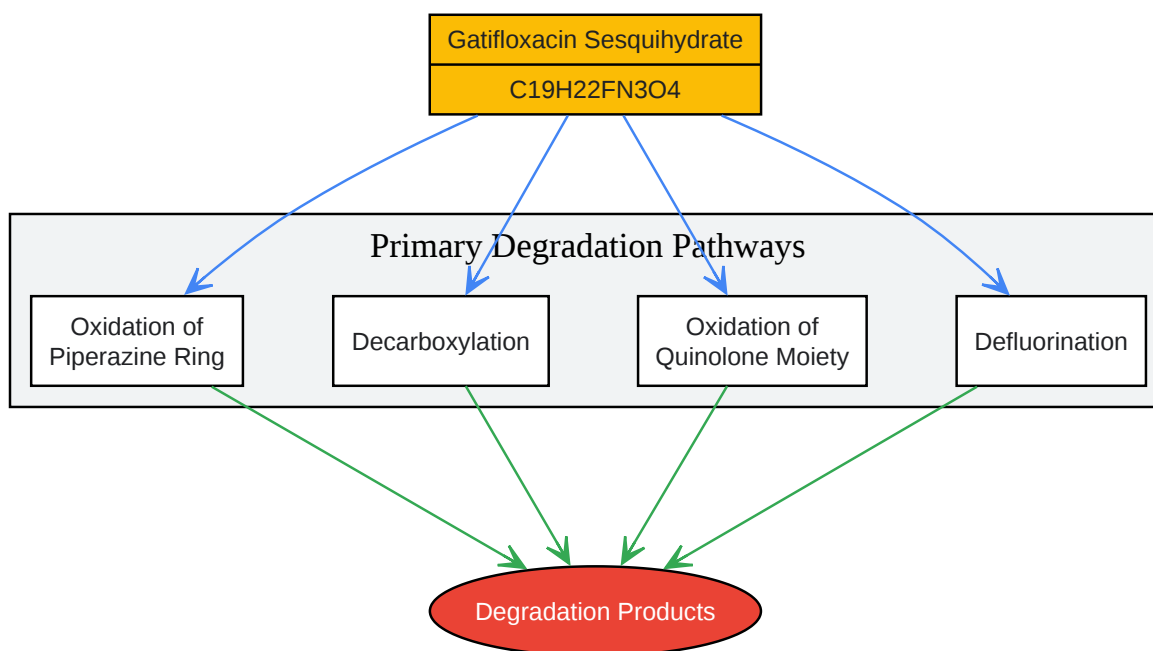 Gatifloxacin Sesquihydrate
C19H22FN3O4
Primary Degradation Pathways
Oxidation of
Piperazine Ring
Decarboxylation
Oxidation of
Quinolone Moiety
Defluorination
Degradation Products